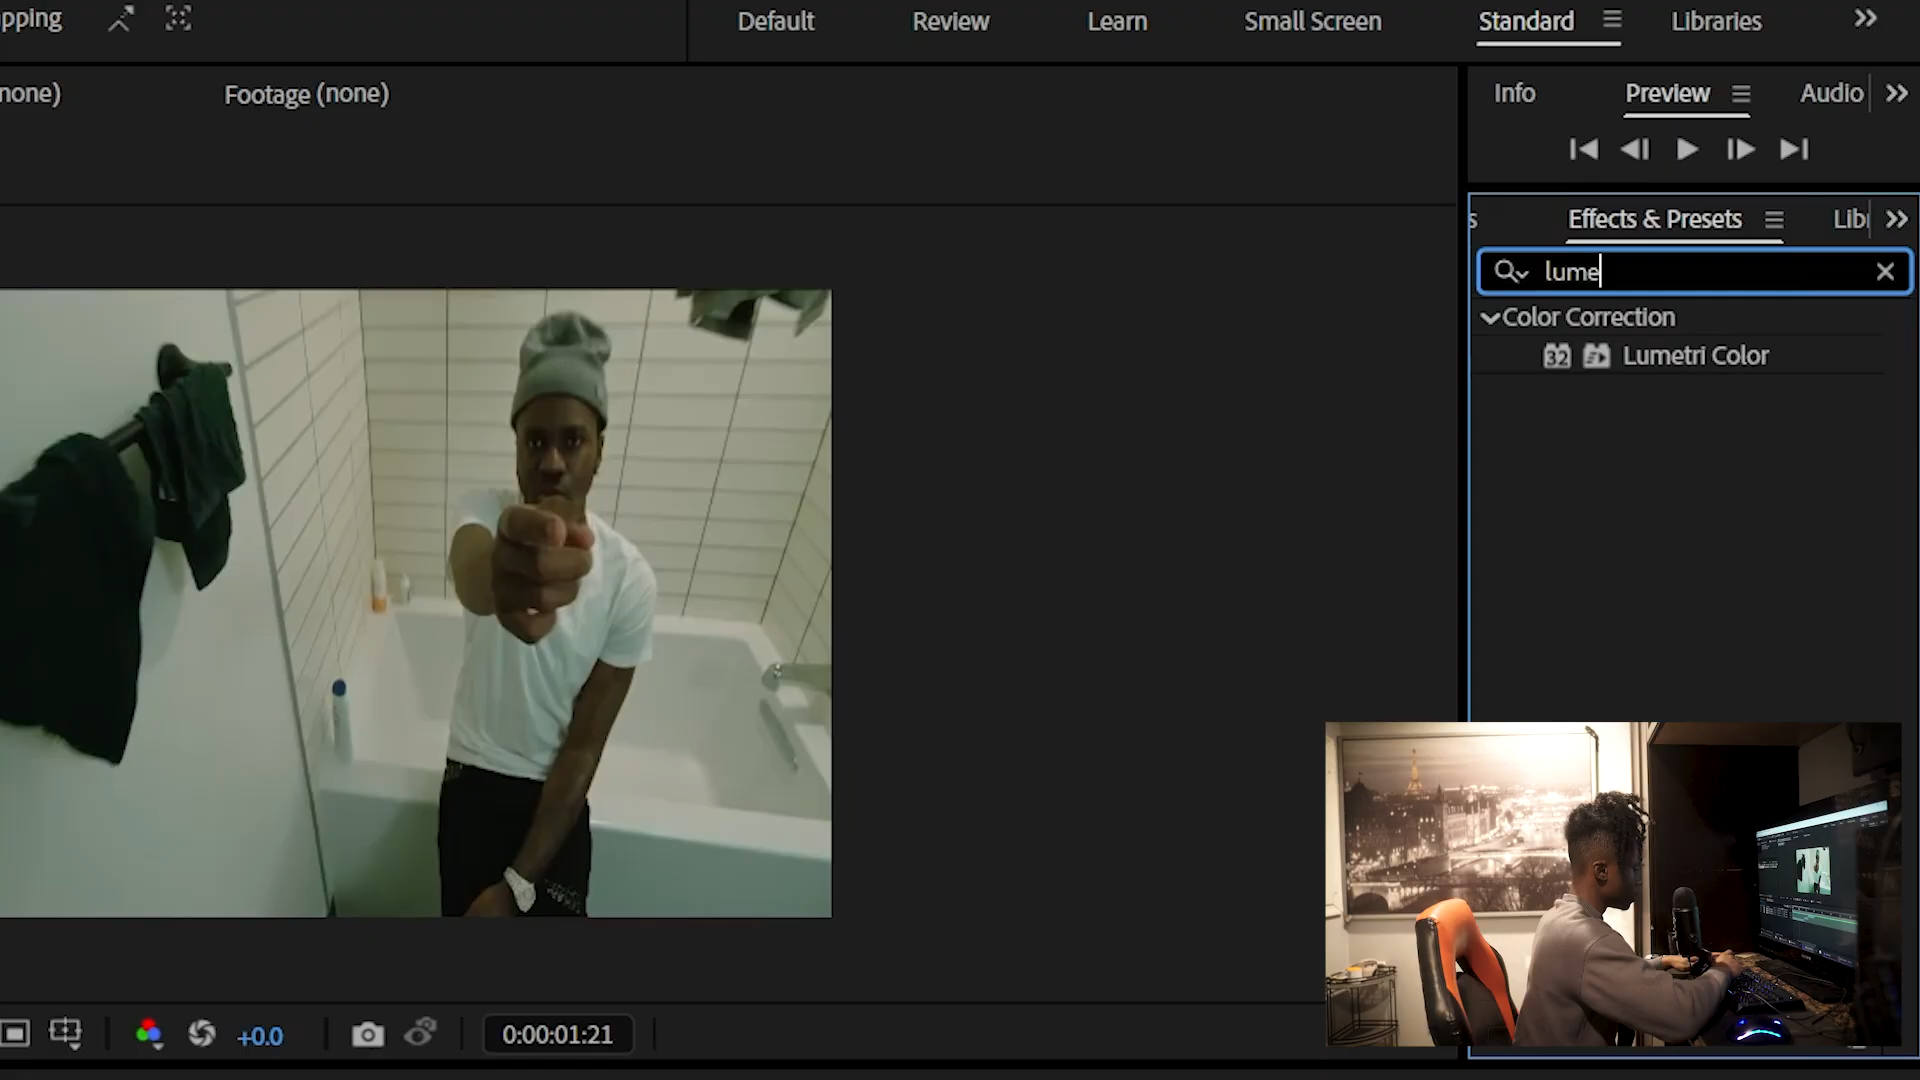 pping
Default
Review
Learn
Small Screen
Standard
Libraries
none)
Footage (none)
Info
Preview
Audio
s
Effects & Presets
Lib
lume
Color Correction
32
Lumetri Color
+0.0
0:00:01:21